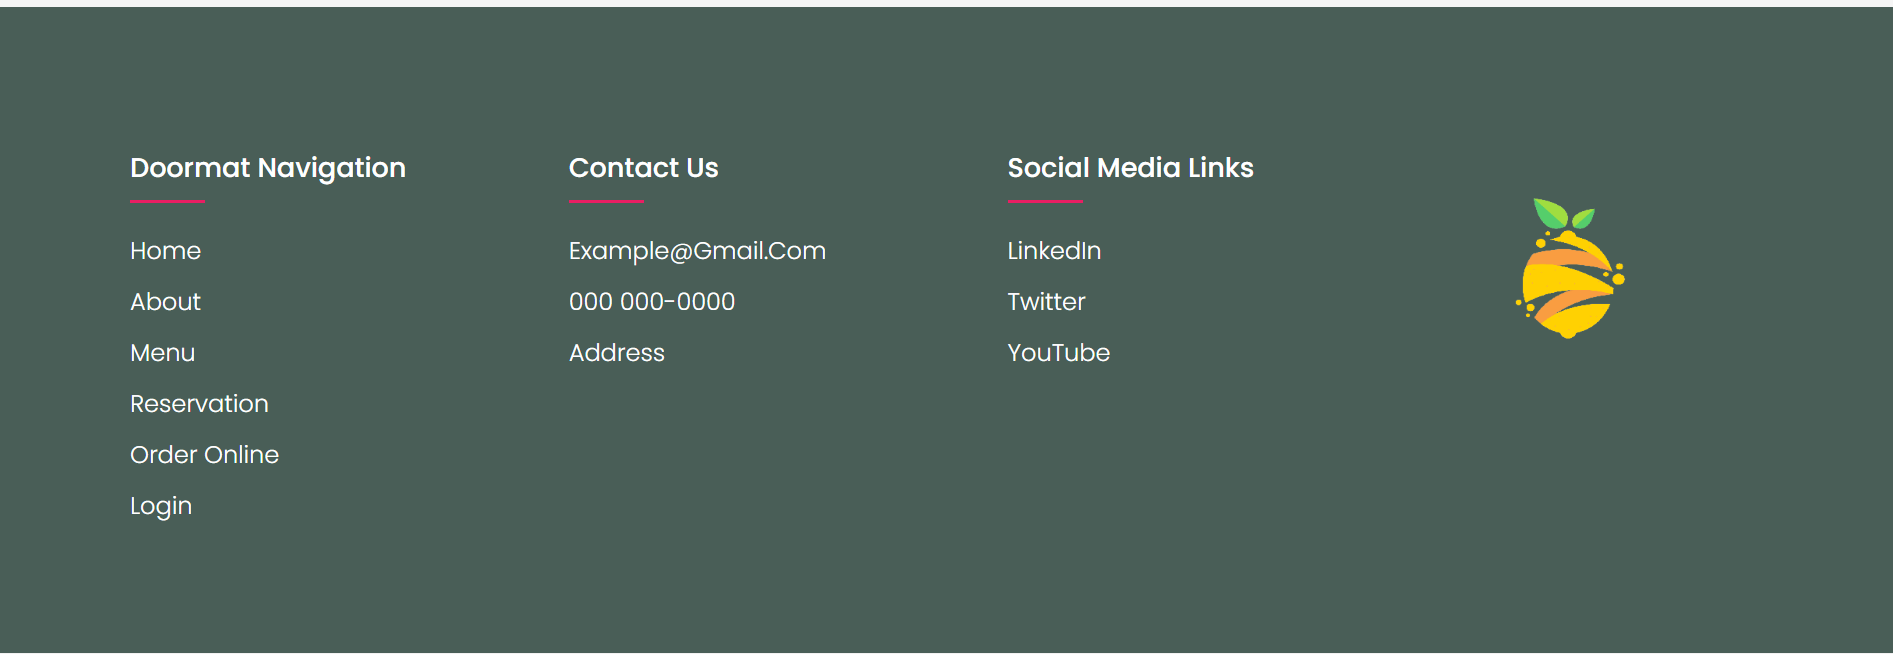 Doormat Navigation
Home
About
Menu
Reservation
Order Online
Login
Contact Us
Example@Gmail.Com
000 000-0000
Address
Social Media Links
LinkedIn
Twitter
YouTube